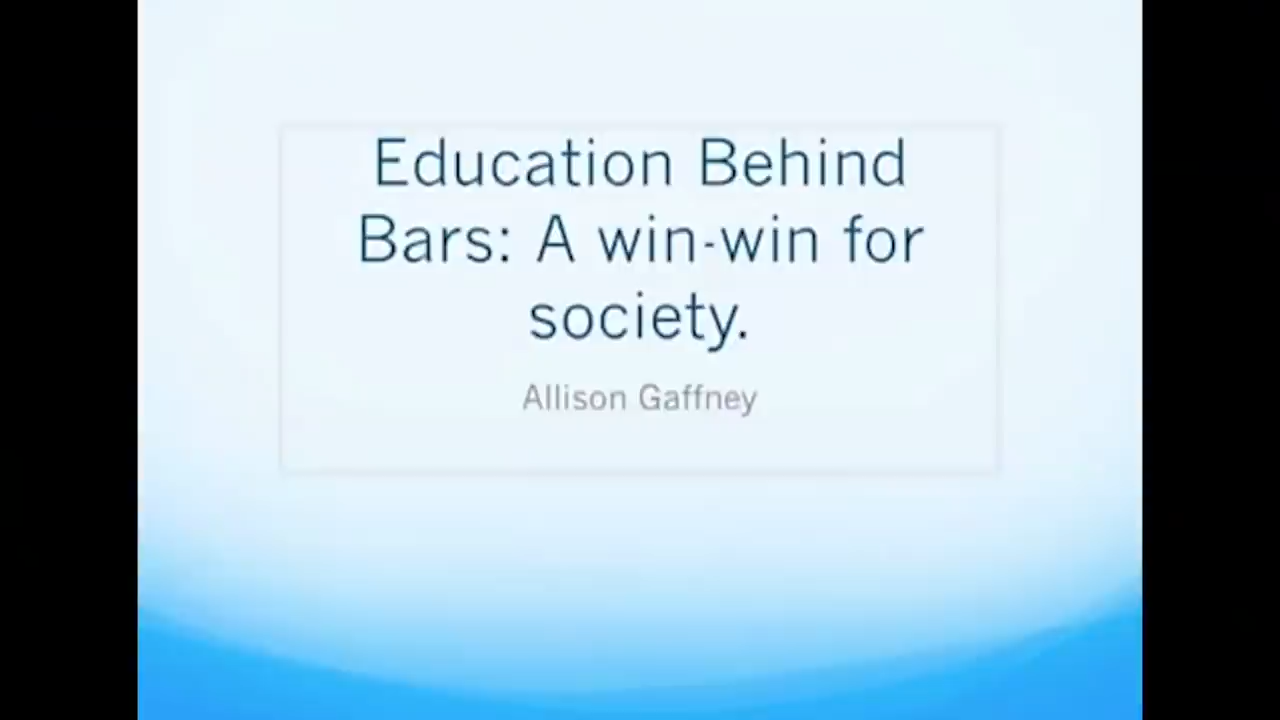 Education Behind
Bars: A win-win for
society.
Allison Gaffney